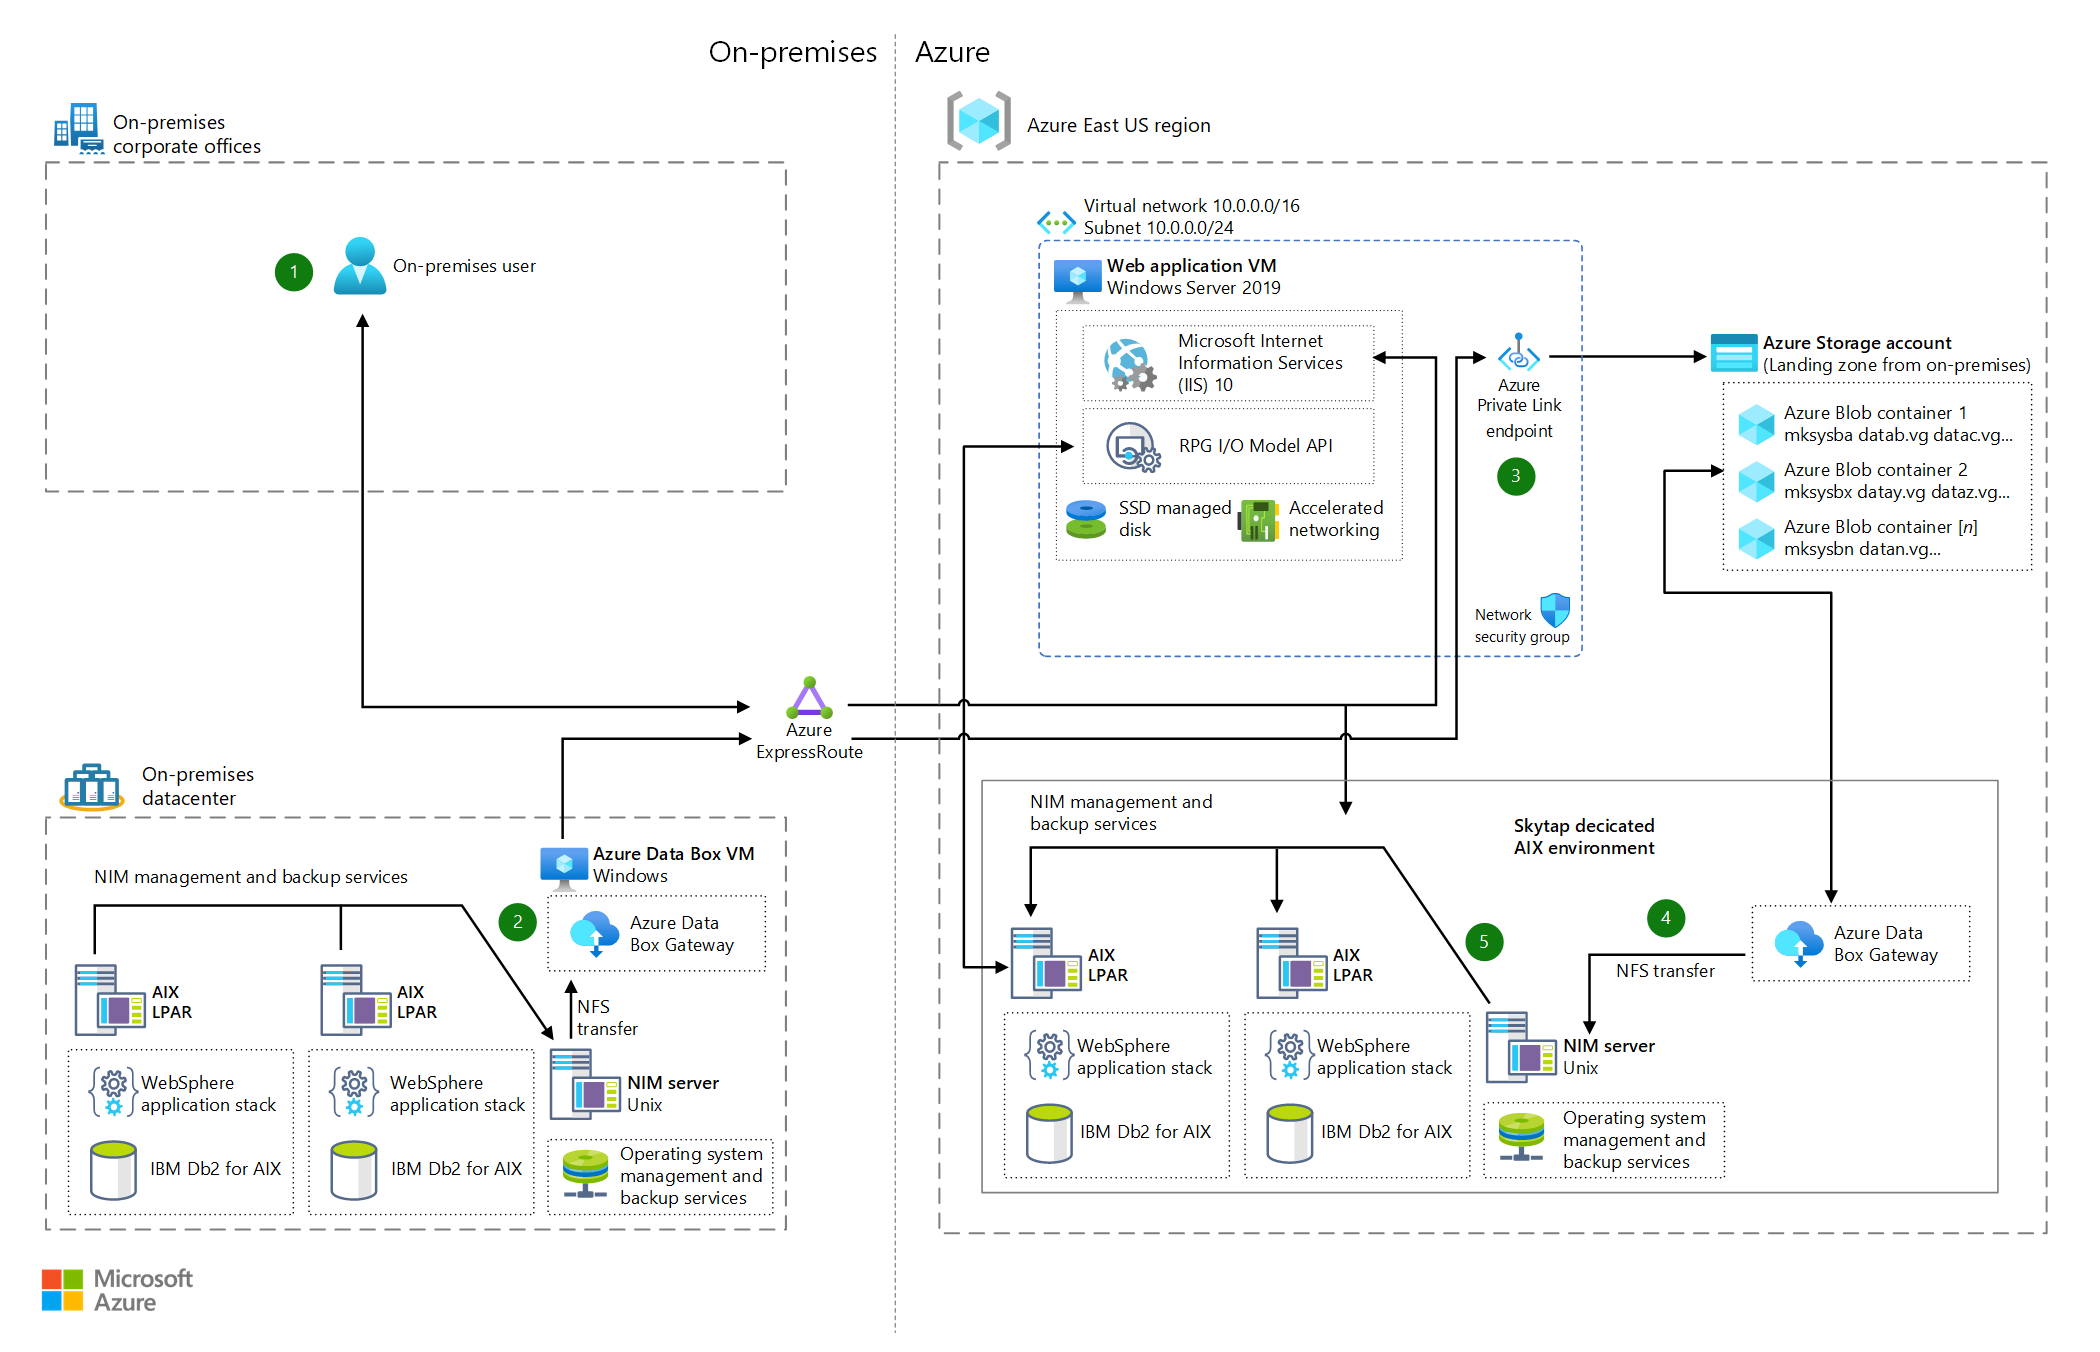 On-premises
Azure
On-premises
corporate offices
1
On-premises user
Azure East US region
Virtual network 10.0.0.0/16
Subnet 10.0.0.0/24
Web application VM
Windows Server 2019
Microsoft Internet
Information Services
(IIS) 10
RPG I/O Model API
SSD managed
disk
Accelerated
networking
Azure
Private Link
endpoint
3
Network
security group
Azure Storage account
(Landing zone from on-premises)
Azure Blob container 1
mksysba datab.vg datac.vg...
Azure Blob container 2
mksysbx datay.vg dataz.vg...
Azure Blob container [n]
mksysbn datan.vg...
Azure
ExpressRoute
On-premises
datacenter
NIM management and backup services
2
Azure Data Box VM
Windows
Azure Data
Box Gateway
NFS
transfer
AIX
LPAR
AIX
LPAR
WebSphere
application stack
IBM Db2 for AIX
WebSphere
application stack
IBM Db2 for AIX
NIM server
Unix
Operating system
management and
backup services
NIM management and
backup services
Skytap decicated
AIX environment
AIX
LPAR
AIX
LPAR
5
4
NFS transfer
Azure Data
Box Gateway
WebSphere
application stack
IBM Db2 for AIX
WebSphere
application stack
IBM Db2 for AIX
NIM server
Unix
Operating system
management and
backup services
Microsoft
Azure